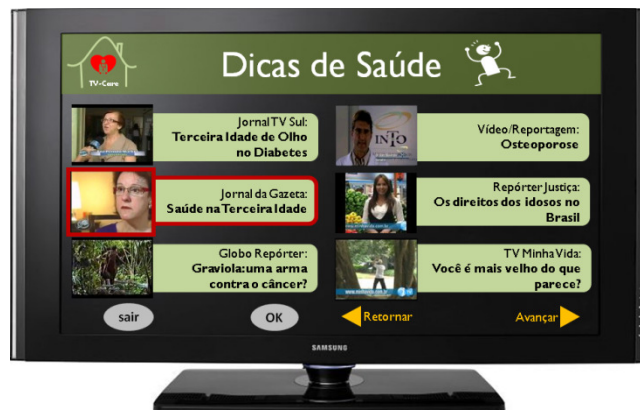 TV-Care
Dicas de Saúde
Jornal TV Sul:
Terceira Idade de Olho
no Diabetes
Vídeo/Reportagem:
Osteoporose
INTO
Jornal da Gazeta:
Saúde na Terceira Idade
Repórter Justiça:
Os direitos dos idosos no
Brasil
Globo Repórter:
Graviola:uma arma
contra o câncer?
TV Minha Vida:
Você é mais velho do que
parece?
sair
OK
Retornar
Avançar
SAMSUNG